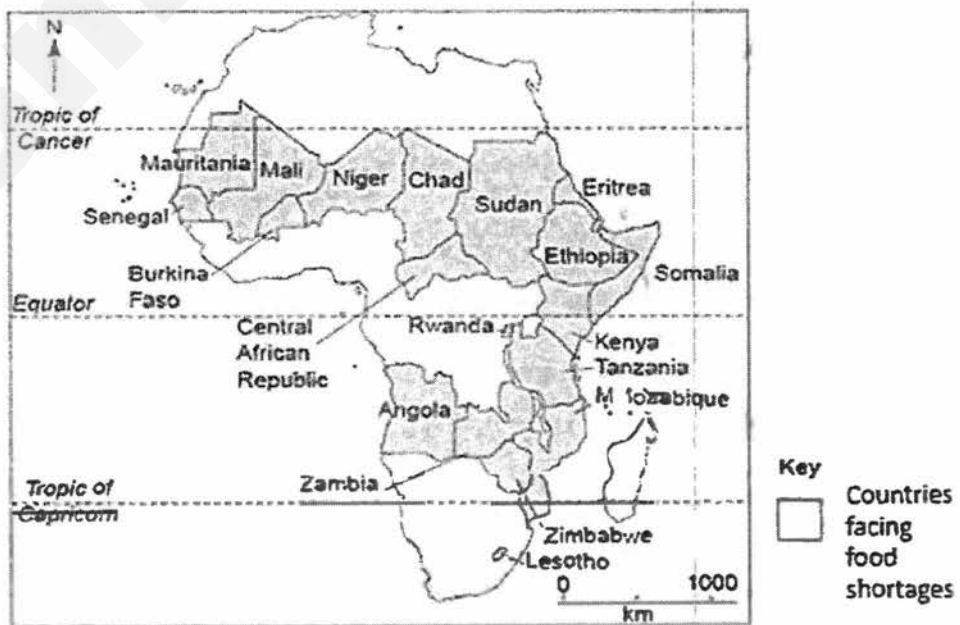 N
Tropic of
Cancer
Mauritania
Mali
Niger
Chad
Sudan
Eritrea
Senegal
Ethiopia
Burkina
Faso
Somalia
Equator
Central
African
Republic
Rwanda
Kenya
Tanzania
Angola
Zambia
Tropic of
Capricorn
Zimbabwe
Lesotho
0 1000
km
Key
Countries
facing
food
shortages